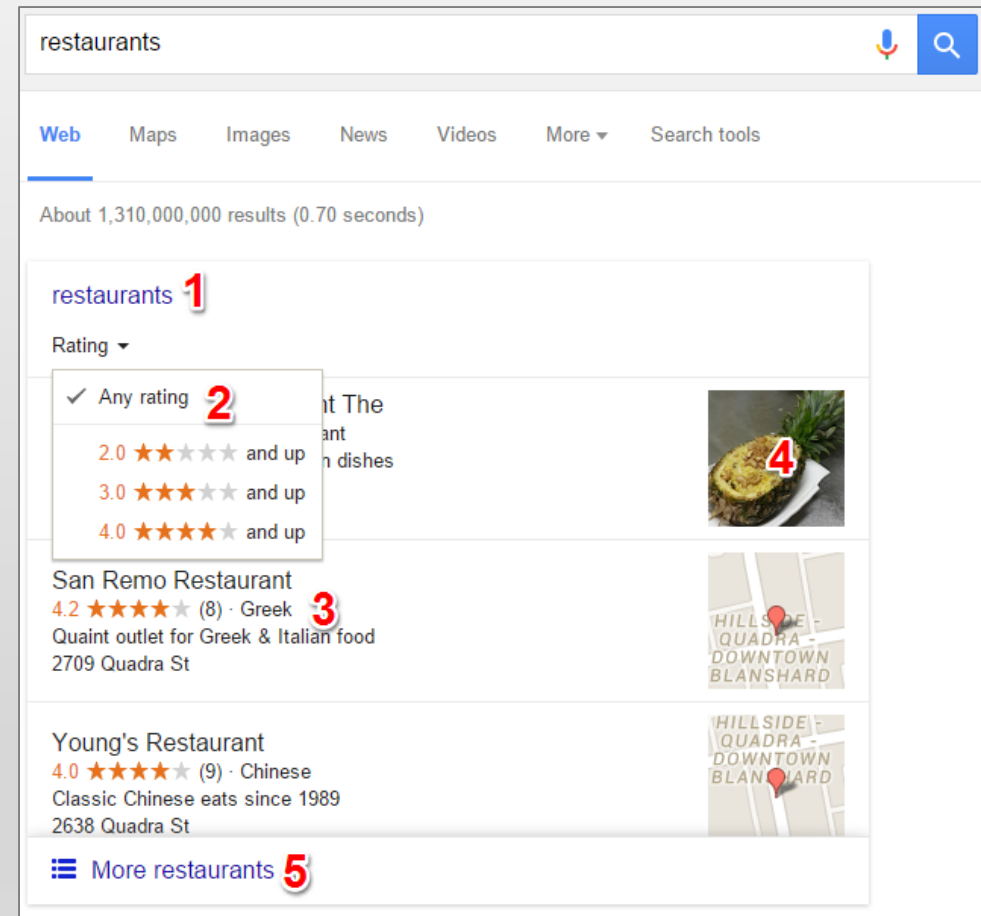 restaurants
Web Maps Images News Videos More Search tools
About 1,310,000,000 results (0.70 seconds)
restaurants 1
Rating
Any rating 2
2.0 and up
3.0 and up
4.0 and up
nt The
ant
n dishes
4
San Remo Restaurant
4.2 (8) · Greek 3
Quaint outlet for Greek & Italian food
2709 Quadra St
HILLSIDE -
QUADRA -
DOWNTOWN
BLANSHARD
Young's Restaurant
4.0 (9) · Chinese
Classic Chinese eats since 1989
2638 Quadra St
HILLSIDE -
QUADRA -
DOWNTOWN
BLANSHARD
More restaurants 5